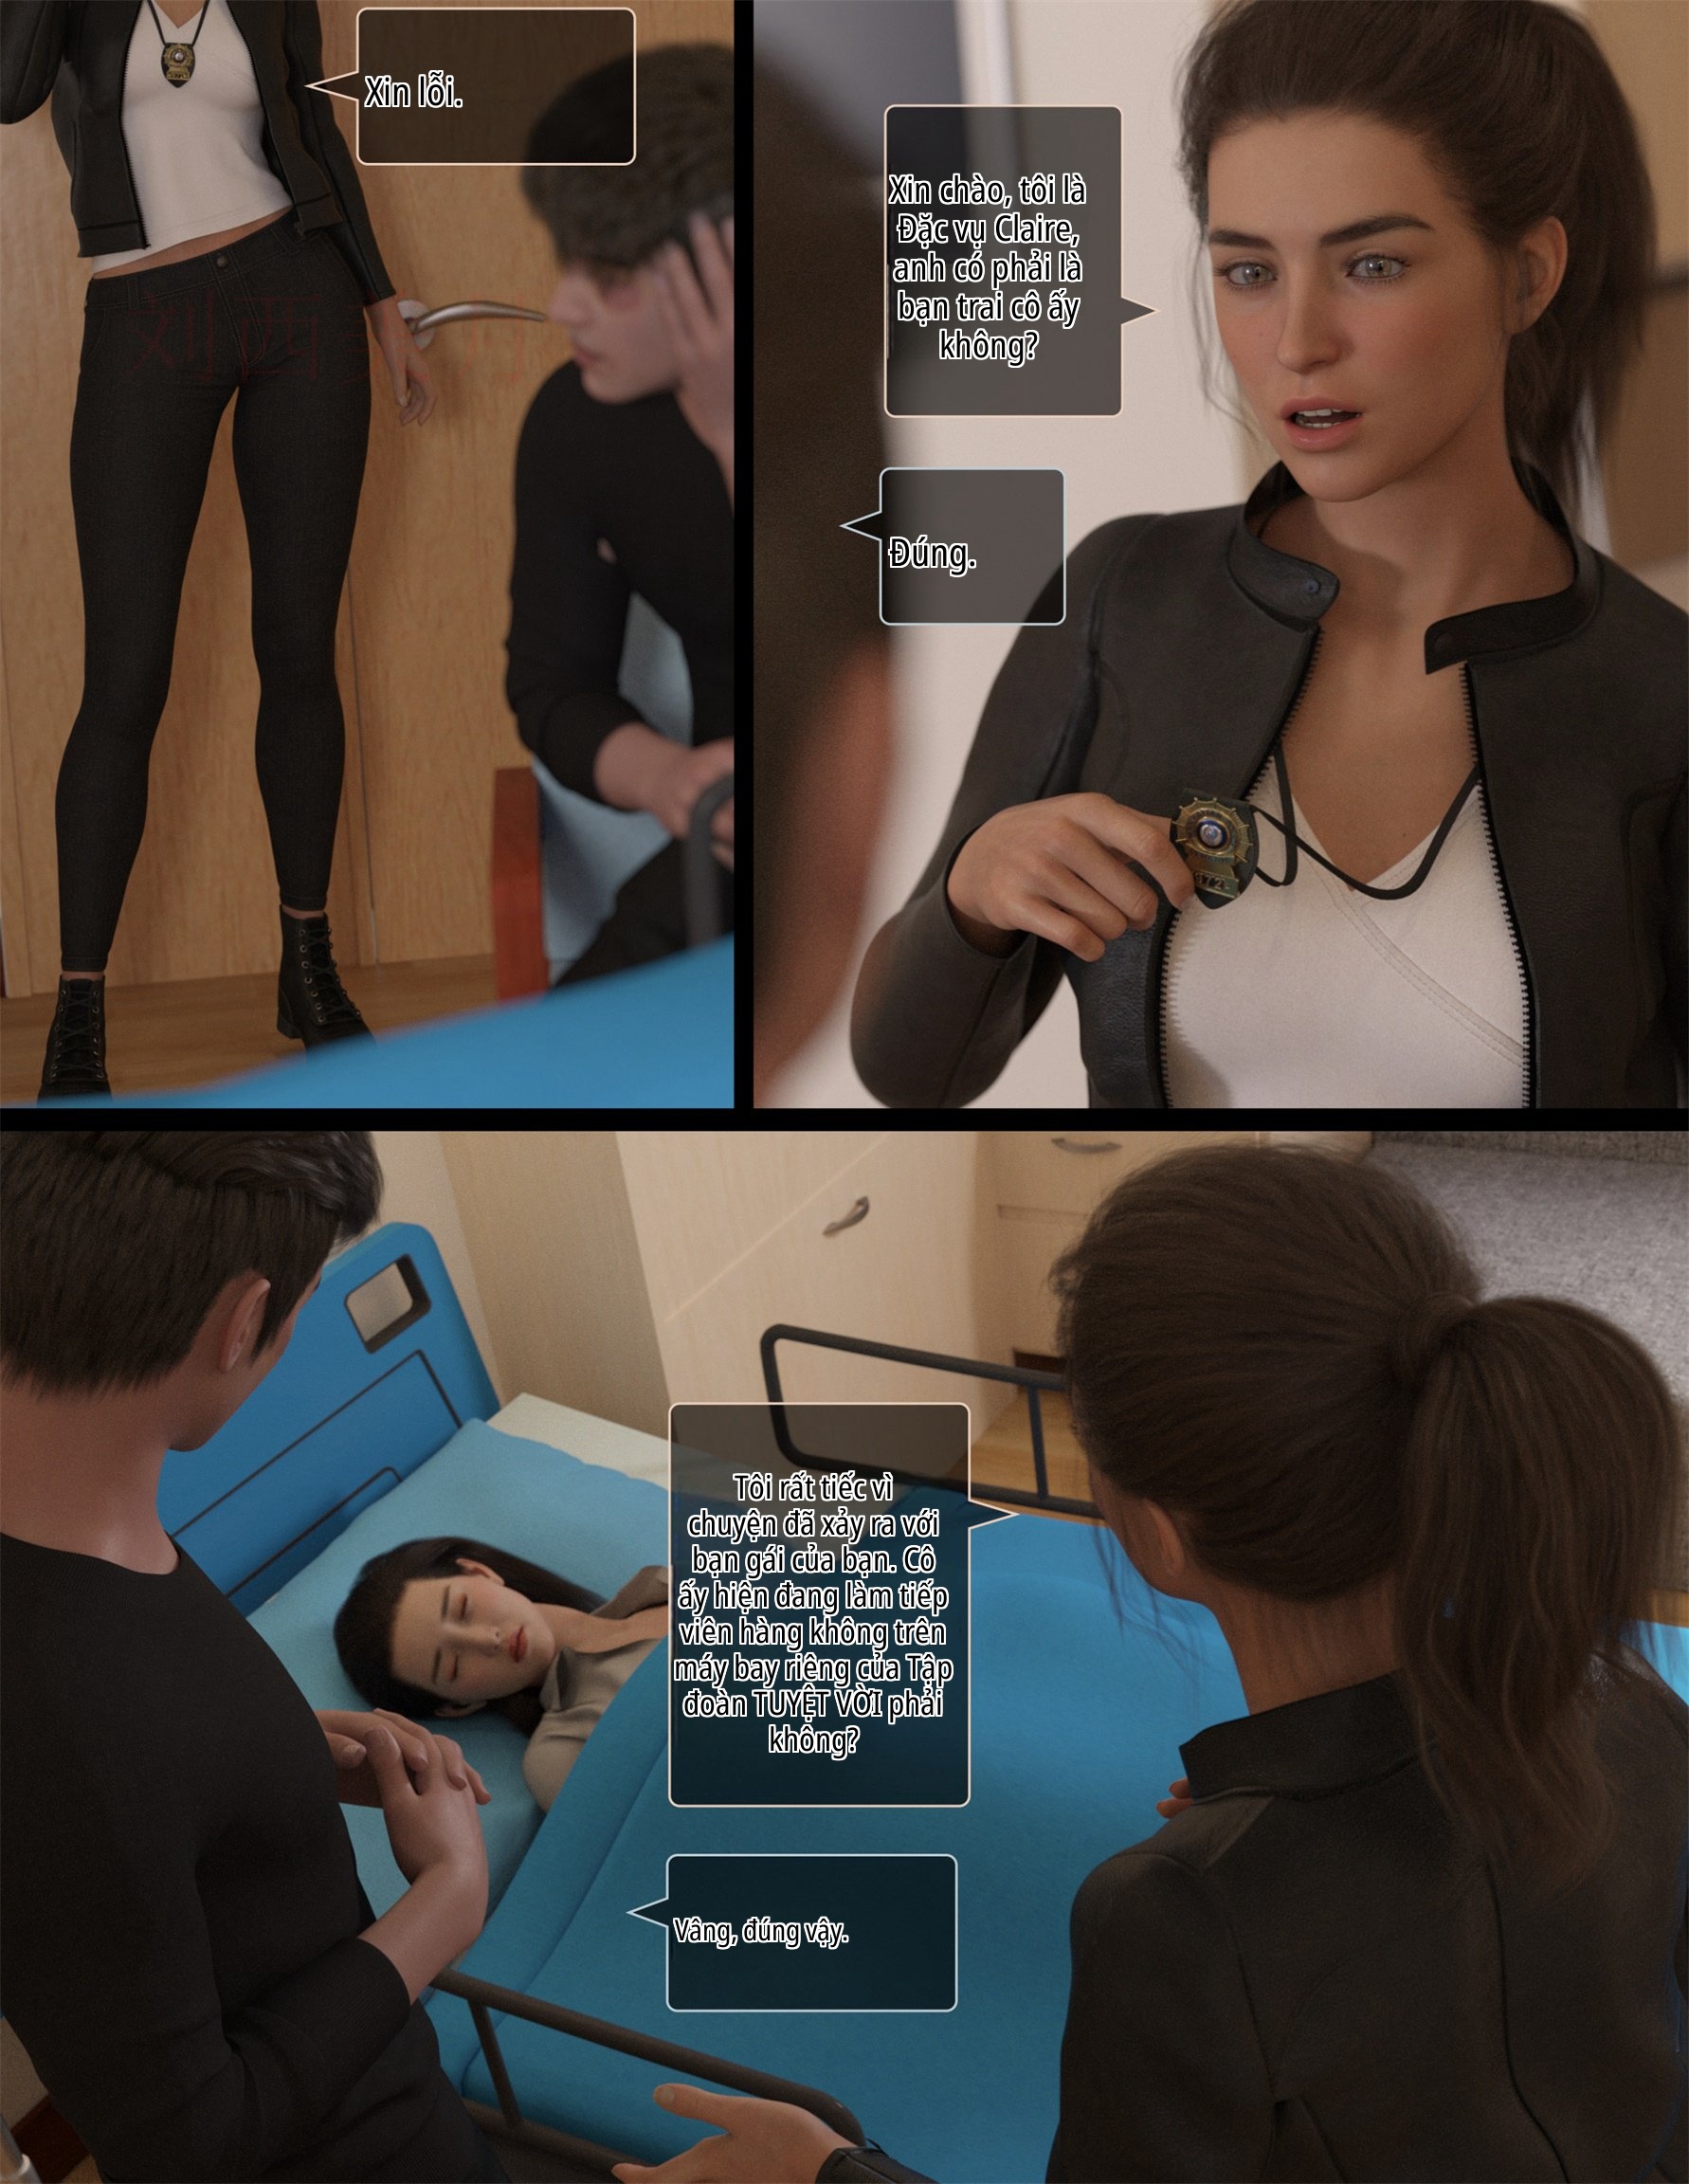 Xin lỗi.
Xin chào, tôi là
Đặc vụ Claire,
anh có phải là
bạn trai cô ấy
không?
Đúng.
Tôi rất tiếc vì
chuyện đã xảy ra với
bạn gái của bạn. Cô
ấy hiện đang làm tiếp
viên hàng không trên
máy bay riêng của Tập
đoàn TUYỆT VỜI phải
không?
Vâng, đúng vậy.